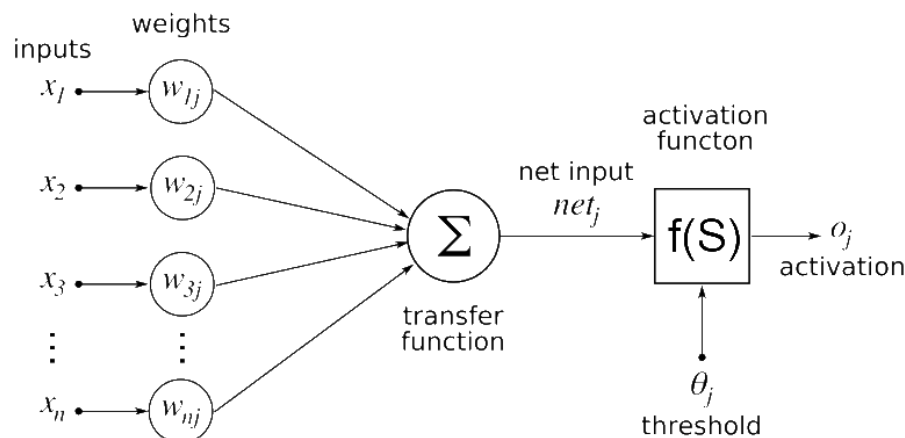 inputs
weights
x1
w1j
x2
w2j
x3
w3j
⋮
⋮
xn
wnj
Σ
transfer
function
net input
netj
activation
functon
f(S)
oj
activation
θj
threshold